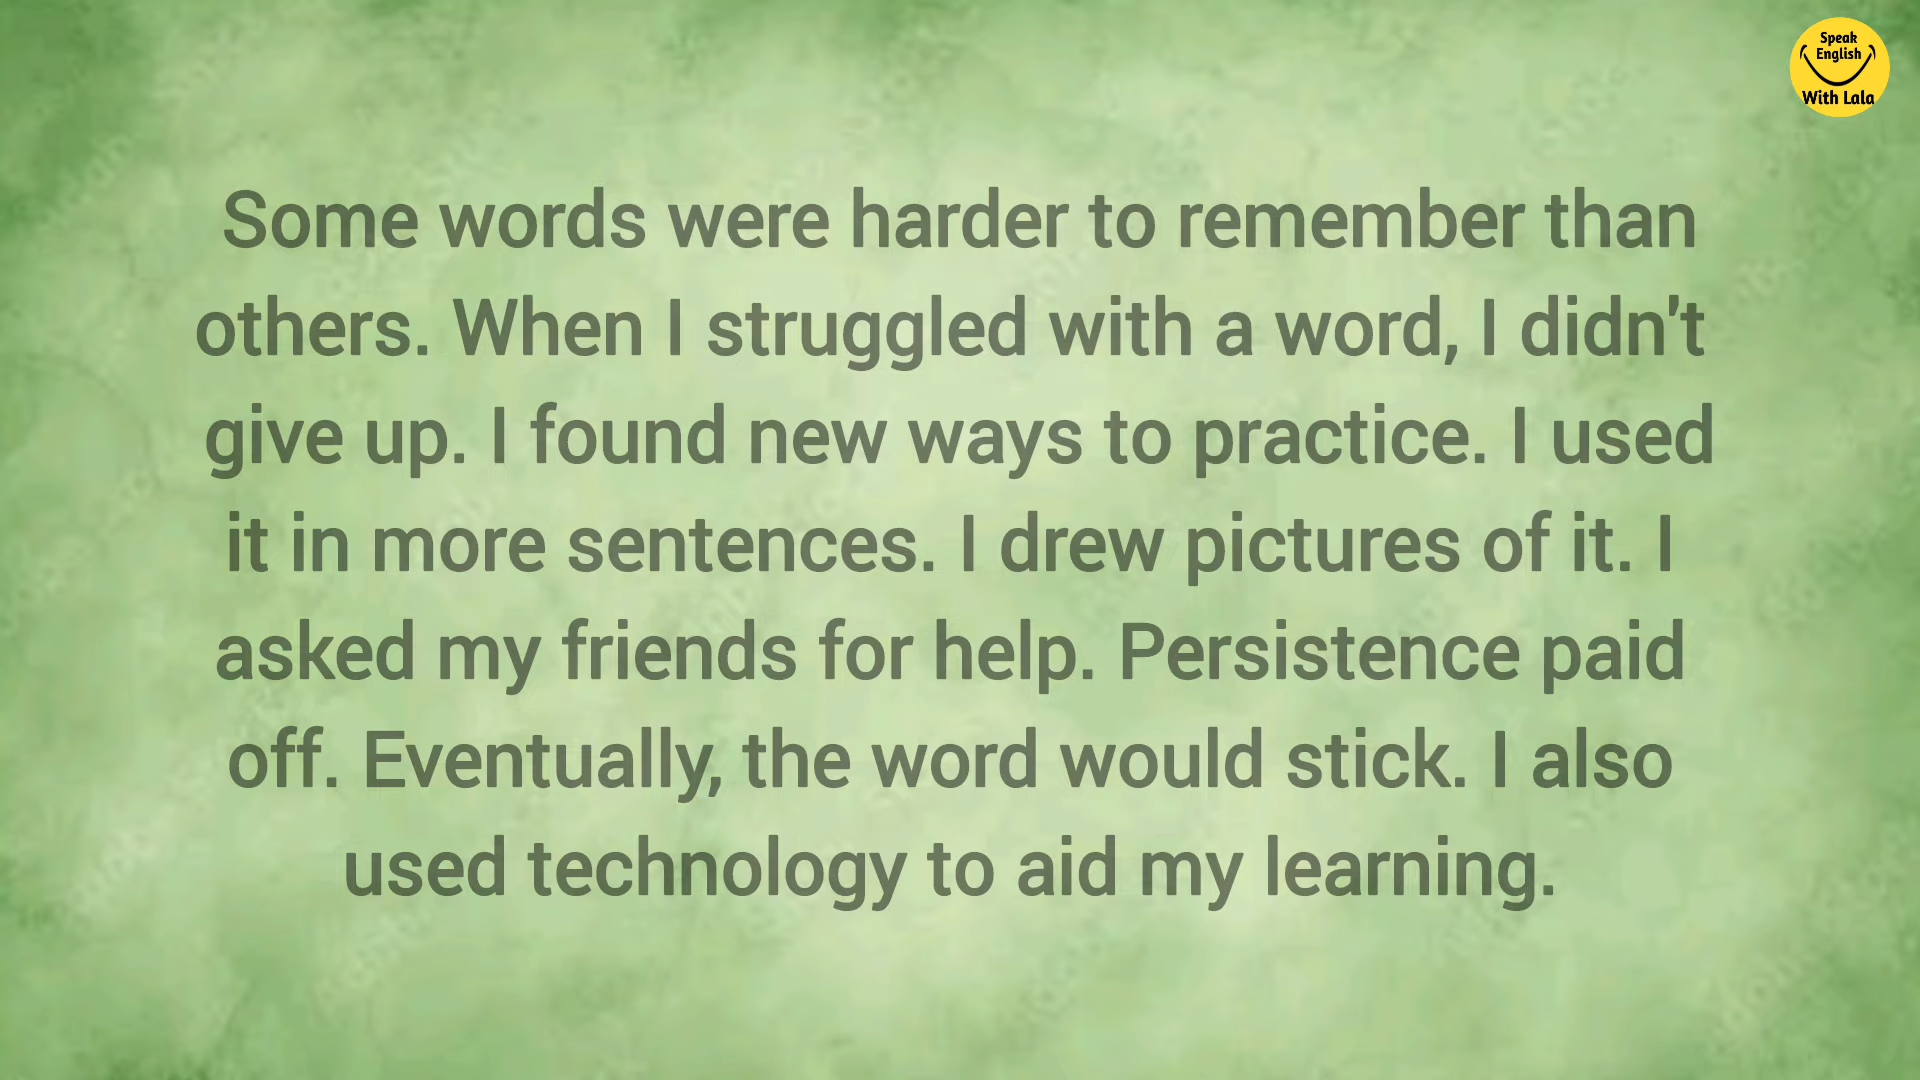 Speak
English
With Lala
Some words were harder to remember than
others. When I struggled with a word, I didn't
give up. I found new ways to practice. I used
it in more sentences. I drew pictures of it. I
asked my friends for help. Persistence paid
off. Eventually, the word would stick. I also
used technology to aid my learning.